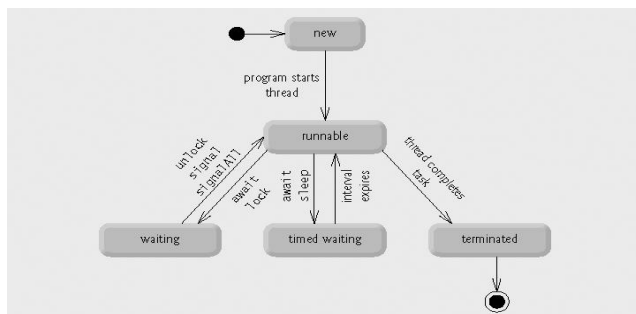 new
program starts
thread
runnable
unlock
signal
signalAll
await
lock
await
sleep
interval
expires
thread completes
task
waiting
timed waiting
terminated